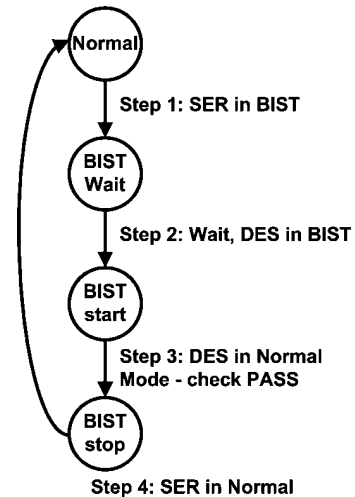 Normal
Step 1: SER in BIST
BIST
Wait
Step 2: Wait, DES in BIST
BIST
start
Step 3: DES in Normal
Mode - check PASS
BIST
stop
Step 4: SER in Normal